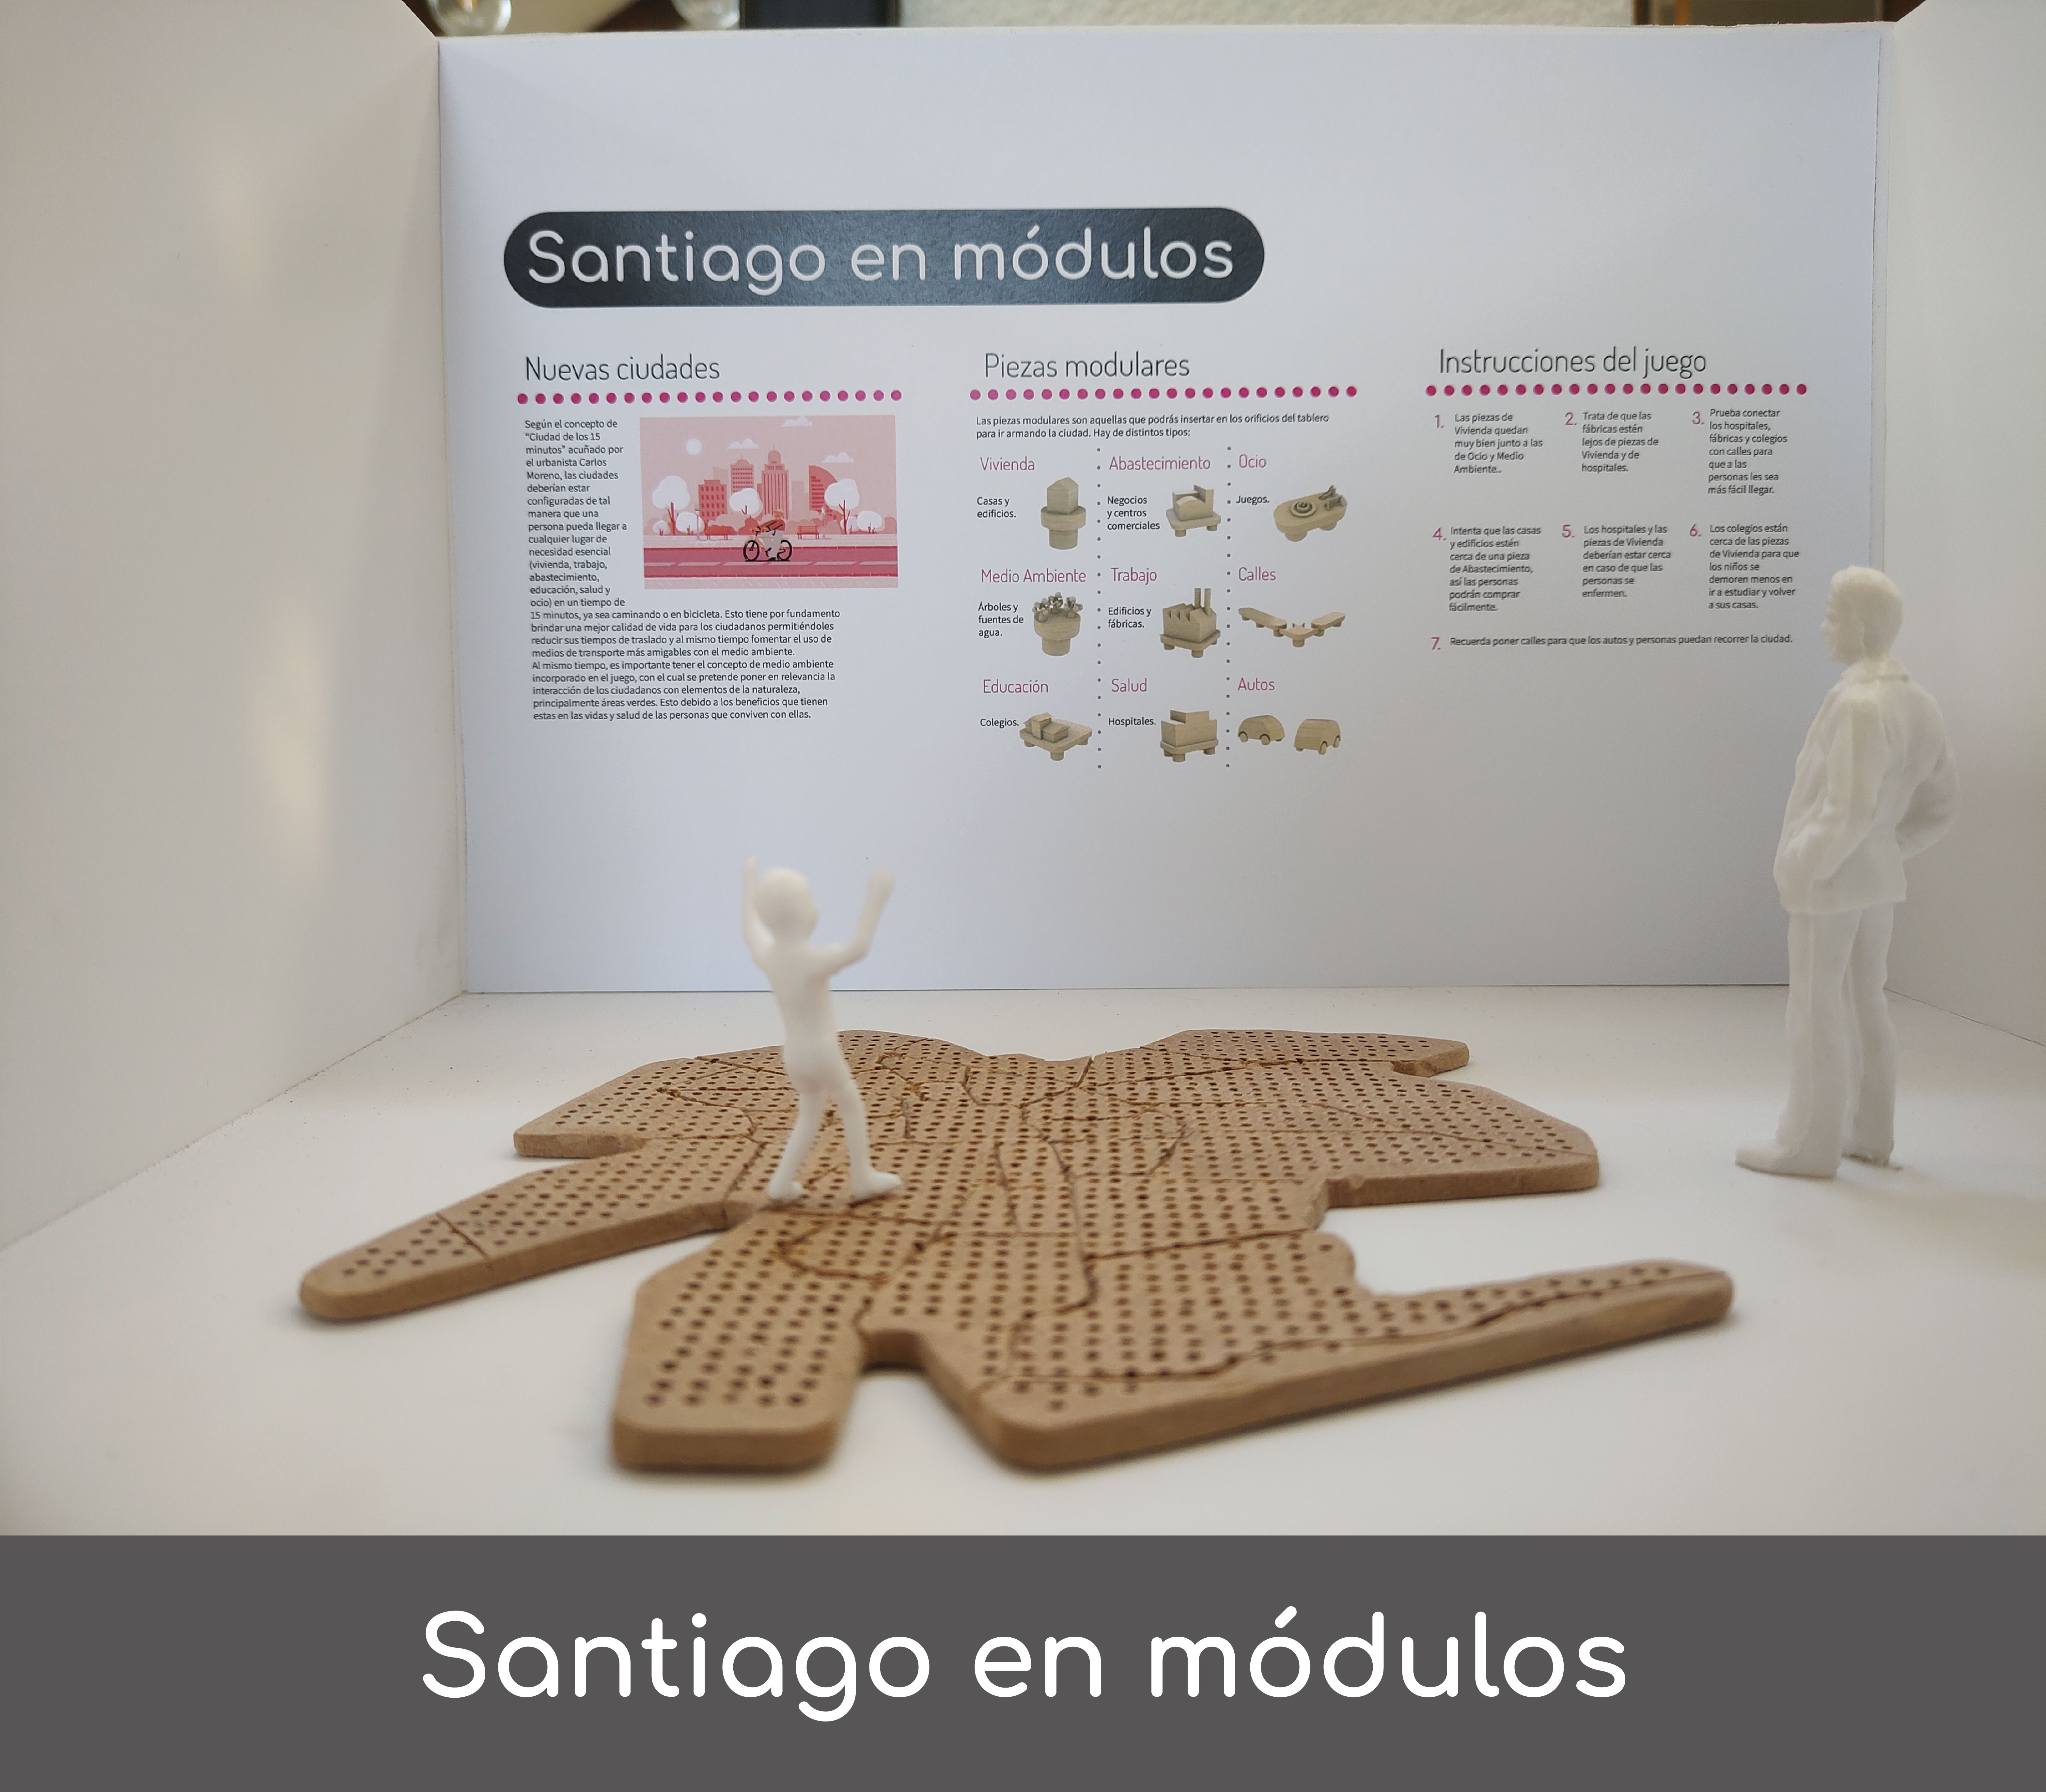 Santiago en módulos
Nuevas ciudades
Según el concepto de
"Ciudad de los 15
minutos" acuñado por
el urbanista Carlos
Moreno, las ciudades
deberían estar
configuradas de tal
manera que una
persona pueda llegar a
cualquier lugar de
necesidad esencial
(vivienda, trabajo,
abastecimiento,
educación, salud y
ocio) en un tiempo de
15 minutos, ya sea caminando o en bicicleta. Esto tiene por fundamento
brindar una mejor calidad de vida para los ciudadanos permitiéndoles
reducir sus tiempos de traslado y al mismo tiempo fomentar el uso de
medios de transporte más amigables con el medio ambiente.
Al mismo tiempo, es importante tener el concepto de medio ambiente
incorporado en el juego, con el cual se pretende poner en relevancia la
interacción de los ciudadanos con elementos de la naturaleza,
principalmente áreas verdes. Esto debido a los beneficios que tienen
estas en las vidas y salud de las personas que conviven con ellas.
Piezas modulares
Las piezas modulares son aquellas que podrás insertar en los orificios del tablero
para ir armando la ciudad. Hay de distintos tipos:
Vivienda
Casas y
edificios.
Abastecimiento
Negocios
y centros
comerciales
Ocio
Juegos.
Medio Ambiente
Árboles y
fuentes de
agua.
Trabajo
Edificios y
fábricas.
Calles
Educación
Colegios.
Salud
Hospitales.
Autos
Instrucciones del juego
1. Las piezas de
Vivienda quedan
muy bien junto a las
de Ocio y Medio
Ambiente..
2. Trata de que las
fábricas estén
lejos de piezas de
Vivienda y de
hospitales.
3. Prueba conectar
los hospitales,
fábricas y colegios
con calles para
que a las
personas les sea
más fácil llegar.
4. Intenta que las casas
y edificios estén
cerca de una pieza
de Abastecimiento,
así las personas
podrán comprar
fácilmente.
5. Los hospitales y las
piezas de Vivienda
deberían estar cerca
en caso de que las
personas se
enfermen.
6. Los colegios están
cerca de las piezas
de Vivienda para que
los niños se
demoren menos en
ir a estudiar y volver
a sus casas.
7. Recuerda poner calles para que los autos y personas puedan recorrer la ciudad.
Santiago en módulos